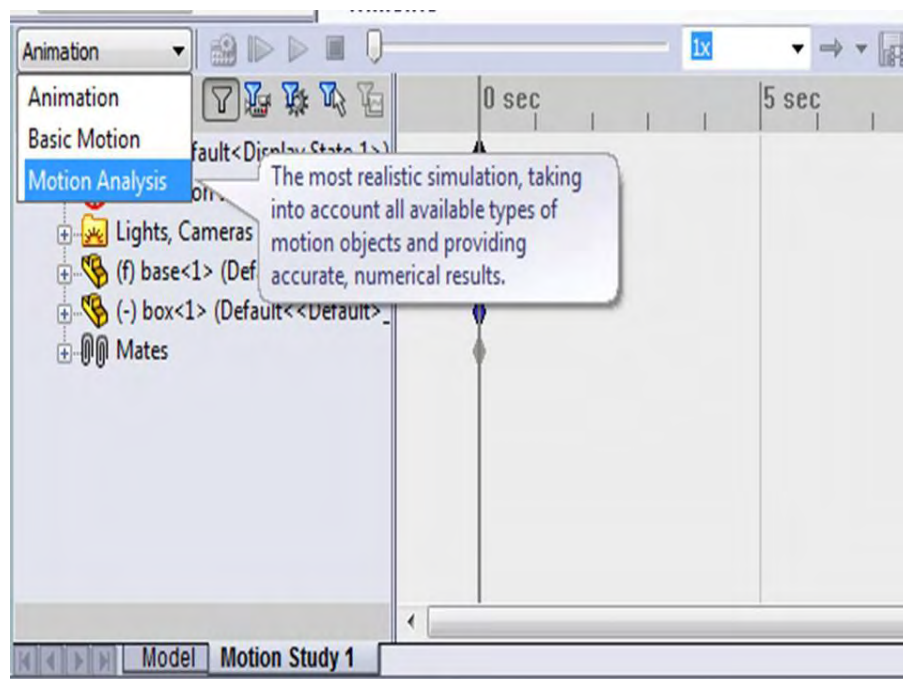 Animation
1x
Animation
0 sec
5 sec
Basic Motion
fault<Display State 1>)
Motion Analysis
The most realistic simulation, taking
into account all available types of
motion objects and providing
accurate, numerical results.
Lights, Cameras
(f) base<1> (Def
(-) box<1> (Default<<Default>_
Mates
Model
Motion Study 1